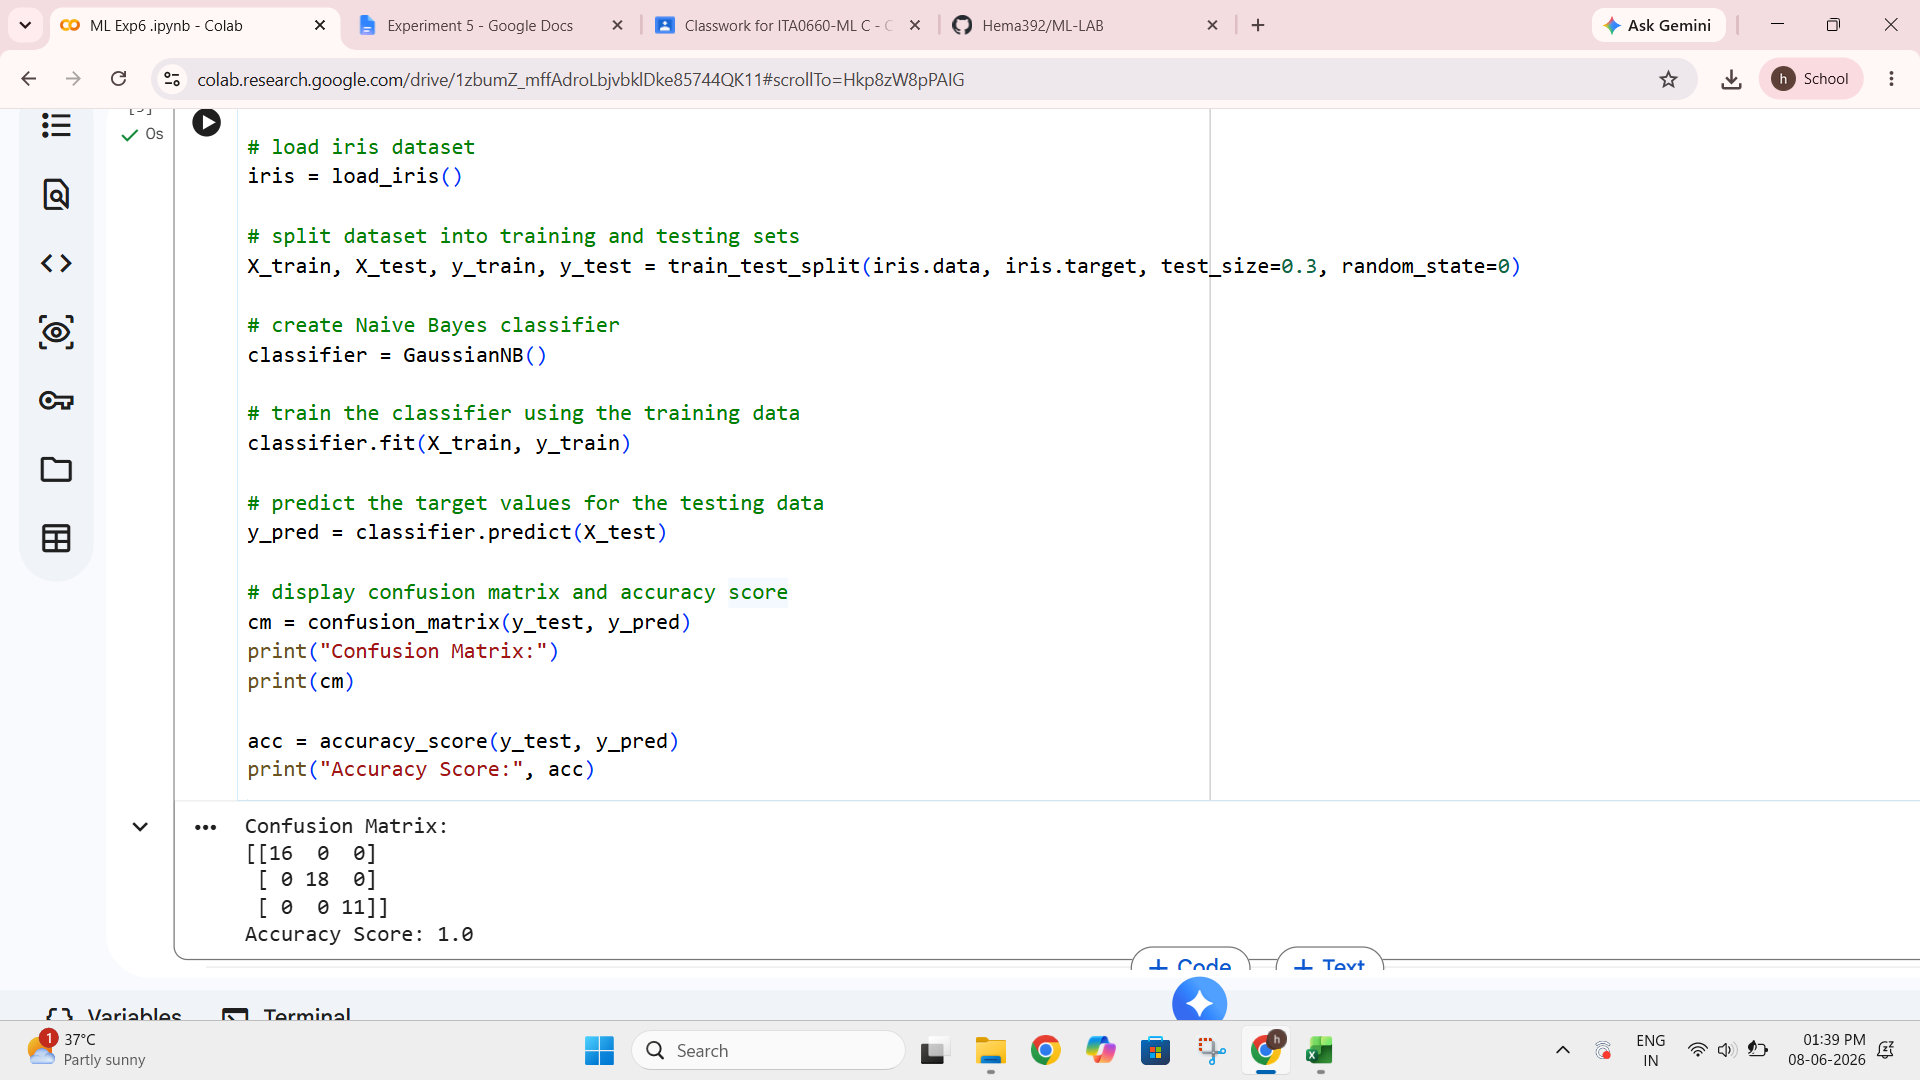 ML Exp6 .ipynb - Colab
Experiment 5 - Google Docs
Classwork for ITA0660-ML C - C
Hema392/ML-LAB
Ask Gemini
colab.research.google.com/drive/1zbumZ_mffAdroLbjvbklDke85744QK11#scrollTo=Hkp8zW8pPAIG
h School
0s
# load iris dataset
iris = load_iris()
# split dataset into training and testing sets
X_train, X_test, y_train, y_test = train_test_split(iris.data, iris.target, test_size=0.3, random_state=0)
# create Naive Bayes classifier
classifier = GaussianNB()
# train the classifier using the training data
classifier.fit(X_train, y_train)
# predict the target values for the testing data
y_pred = classifier.predict(X_test)
# display confusion matrix and accuracy score
cm = confusion_matrix(y_test, y_pred)
print("Confusion Matrix:")
print(cm)
acc = accuracy_score(y_test, y_pred)
print("Accuracy Score:", acc)
Confusion Matrix:
[[16  0  0]
 [ 0 18  0]
 [ 0  0 11]]
Accuracy Score: 1.0
+ Code
+ Text
Variables
Terminal
1
37°C
Partly sunny
Search
h
ENG
IN
01:39 PM
08-06-2026